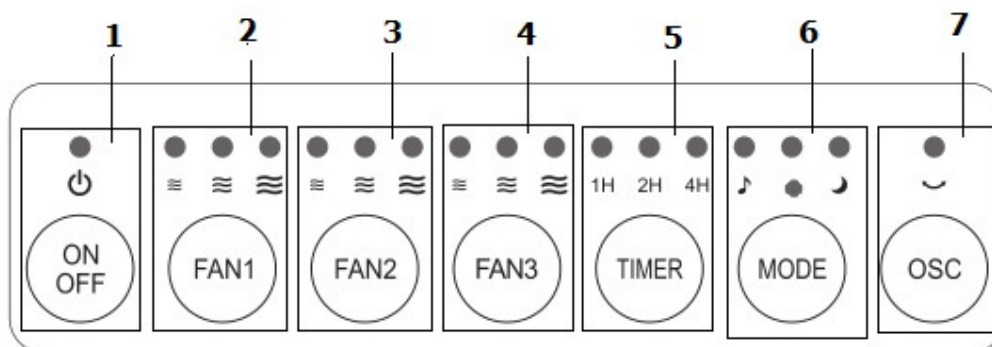 1 2 3 4 5 6 7
1H 2H 4H
ON
OFF
FAN1
FAN2
FAN3
TIMER
MODE
OSC